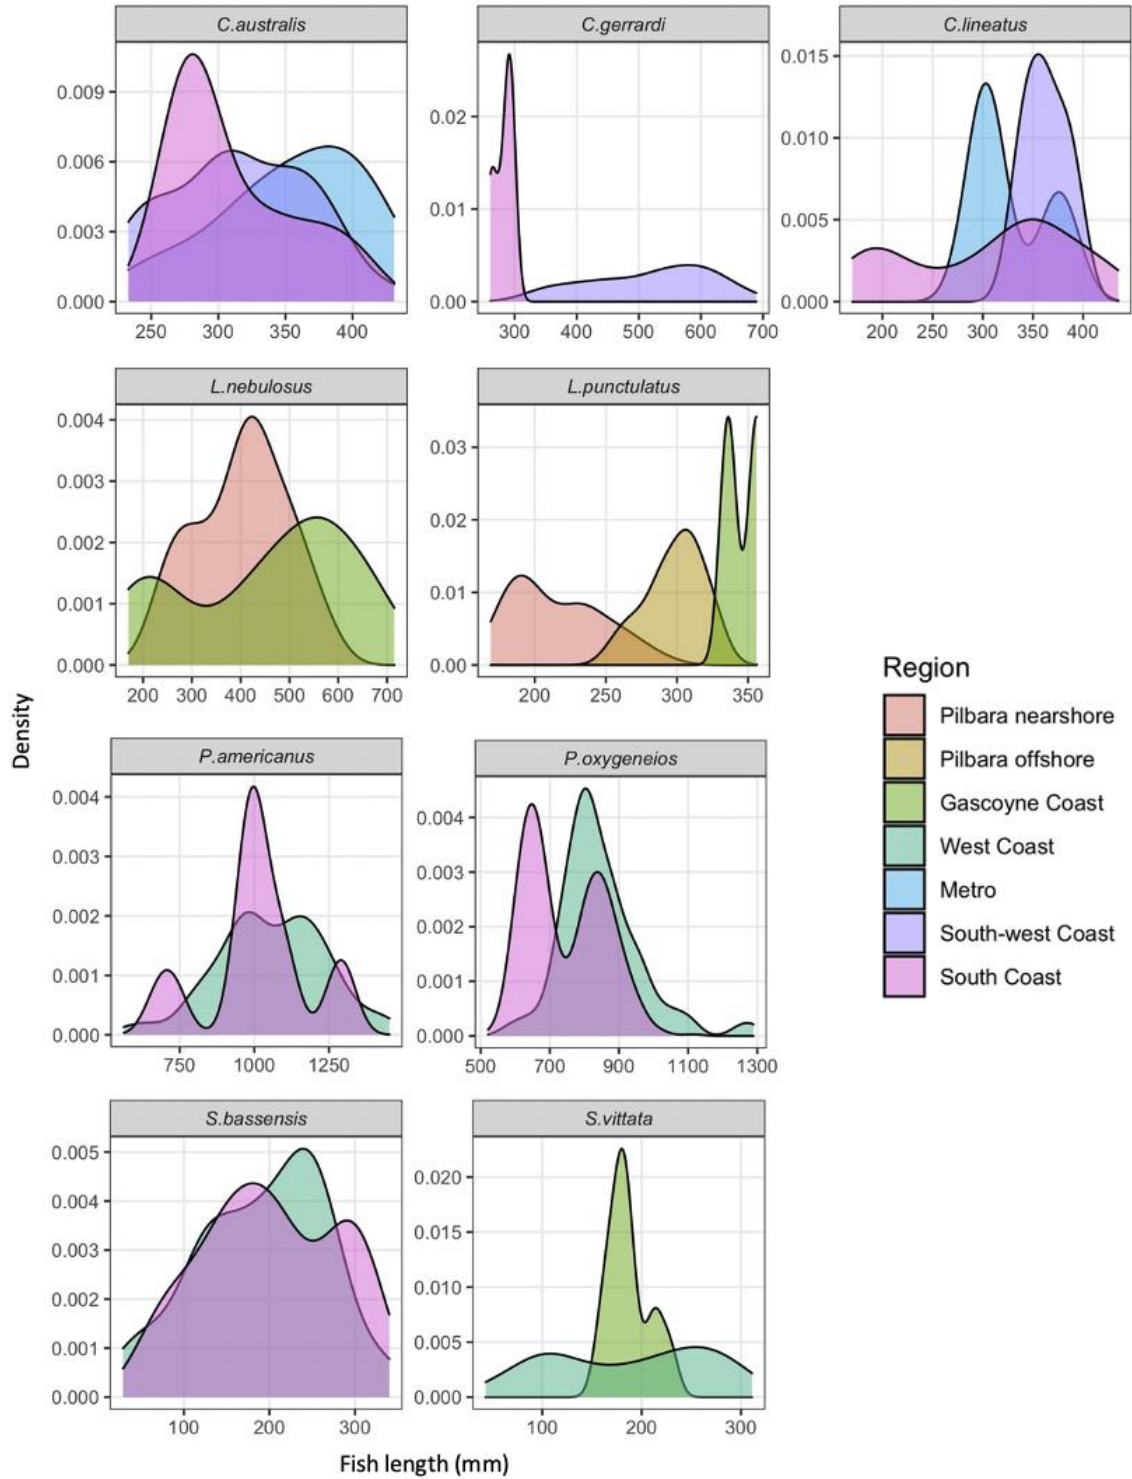 C.australis
C.gerrardi
C.lineatus
0.009
0.006
0.003
0.000
250 300 350 400
0.02
0.01
0.00
300 400 500 600 700
0.015
0.010
0.005
0.000
200 250 300 350 400
L.nebulosus
L.punctulatus
0.004
0.003
0.002
0.001
0.000
200 300 400 500 600 700
0.03
0.02
0.01
0.00
200 250 300 350
P.americanus
P.oxygeneios
0.004
0.003
0.002
0.001
0.000
750 1000 1250
0.004
0.003
0.002
0.001
0.000
500 700 900 1100 1300
S.bassensis
S.vittata
0.005
0.004
0.003
0.002
0.001
0.000
100 200 300
0.020
0.015
0.010
0.005
0.000
100 200 300
Density
Fish length (mm)
Region
Pilbara nearshore
Pilbara offshore
Gascoyne Coast
West Coast
Metro
South-west Coast
South Coast